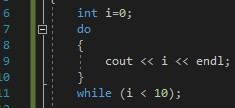 6 int i=0;
7 do
8 {
9 cout << i << endl;
10 }
11 while (i < 10);